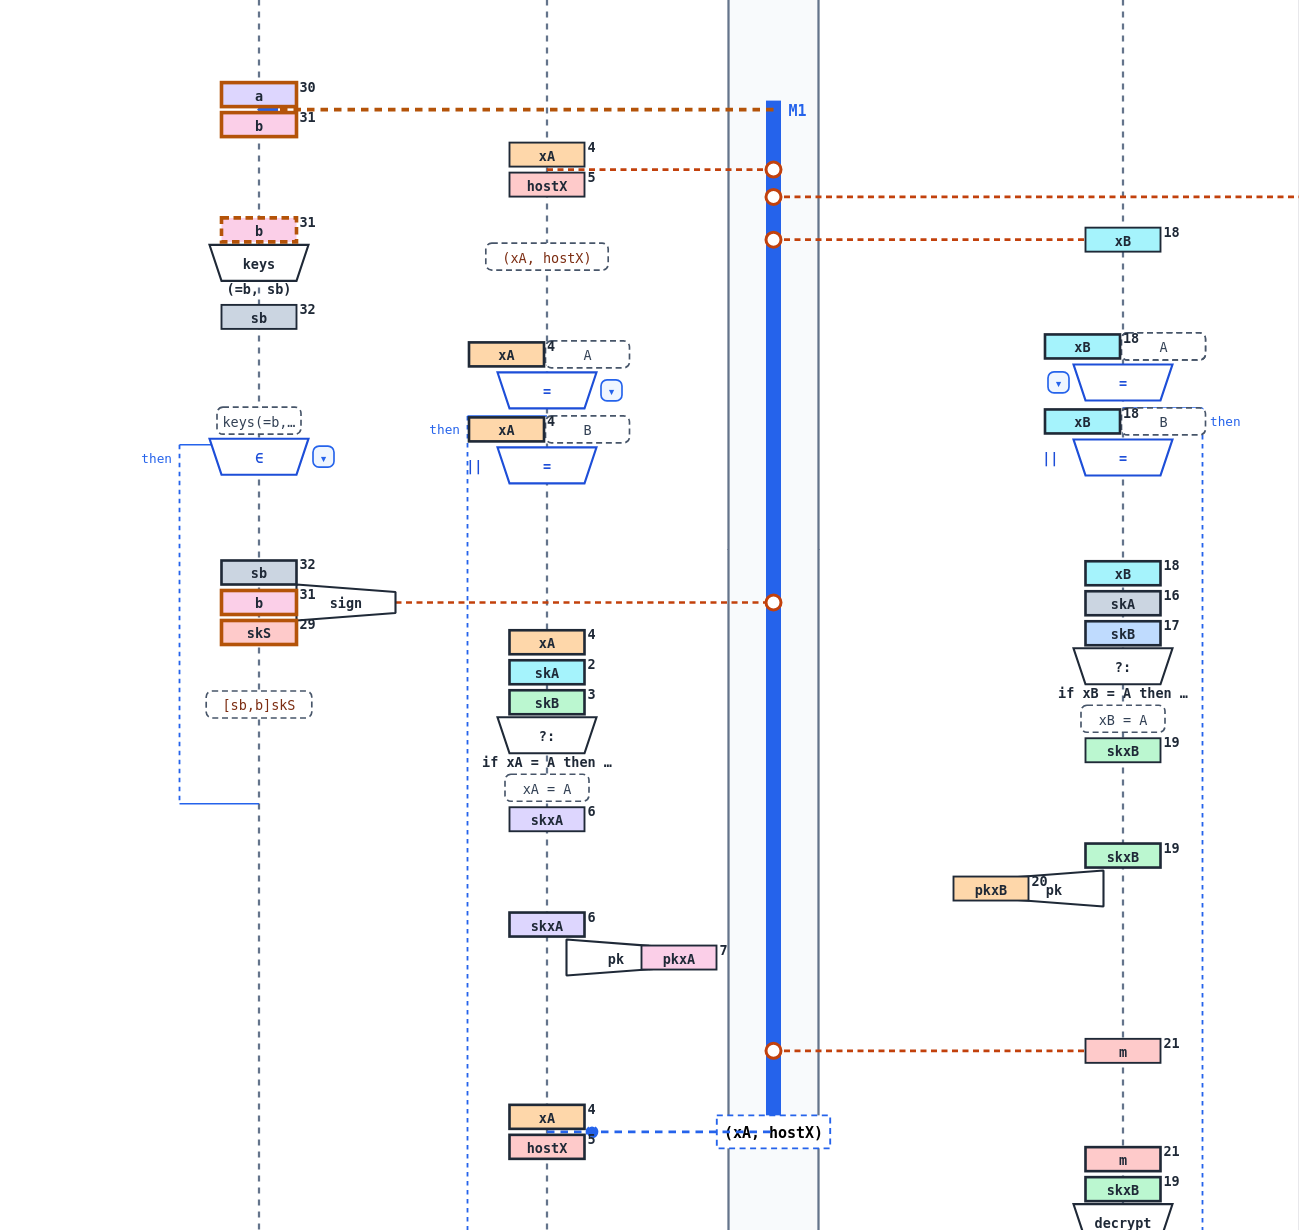 a 30
b 31
M1
xA 4
hostX 5
b 31
keys
(=b, sb)
sb 32
(xA, hostX)
xB 18
xA 4 A
=
▾
then xA 4 B
|| =
xB 18 A
▾ =
xB 18 B then
|| =
keys(=b,…
then ∈ ▾
sb 32
b 31 sign
skS 29
[sb,b]skS
xA 4
skA 2
skB 3
?:
if xA = A then …
xA = A
skxA 6
xB 18
skA 16
skB 17
?:
if xB = A then …
xB = A
skxB 19
skxB 19
pkxB 20 pk
skxA 6
pk pkxA 7
m 21
xA 4
hostX 5
(xA, hostX)
m 21
skxB 19
decrypt